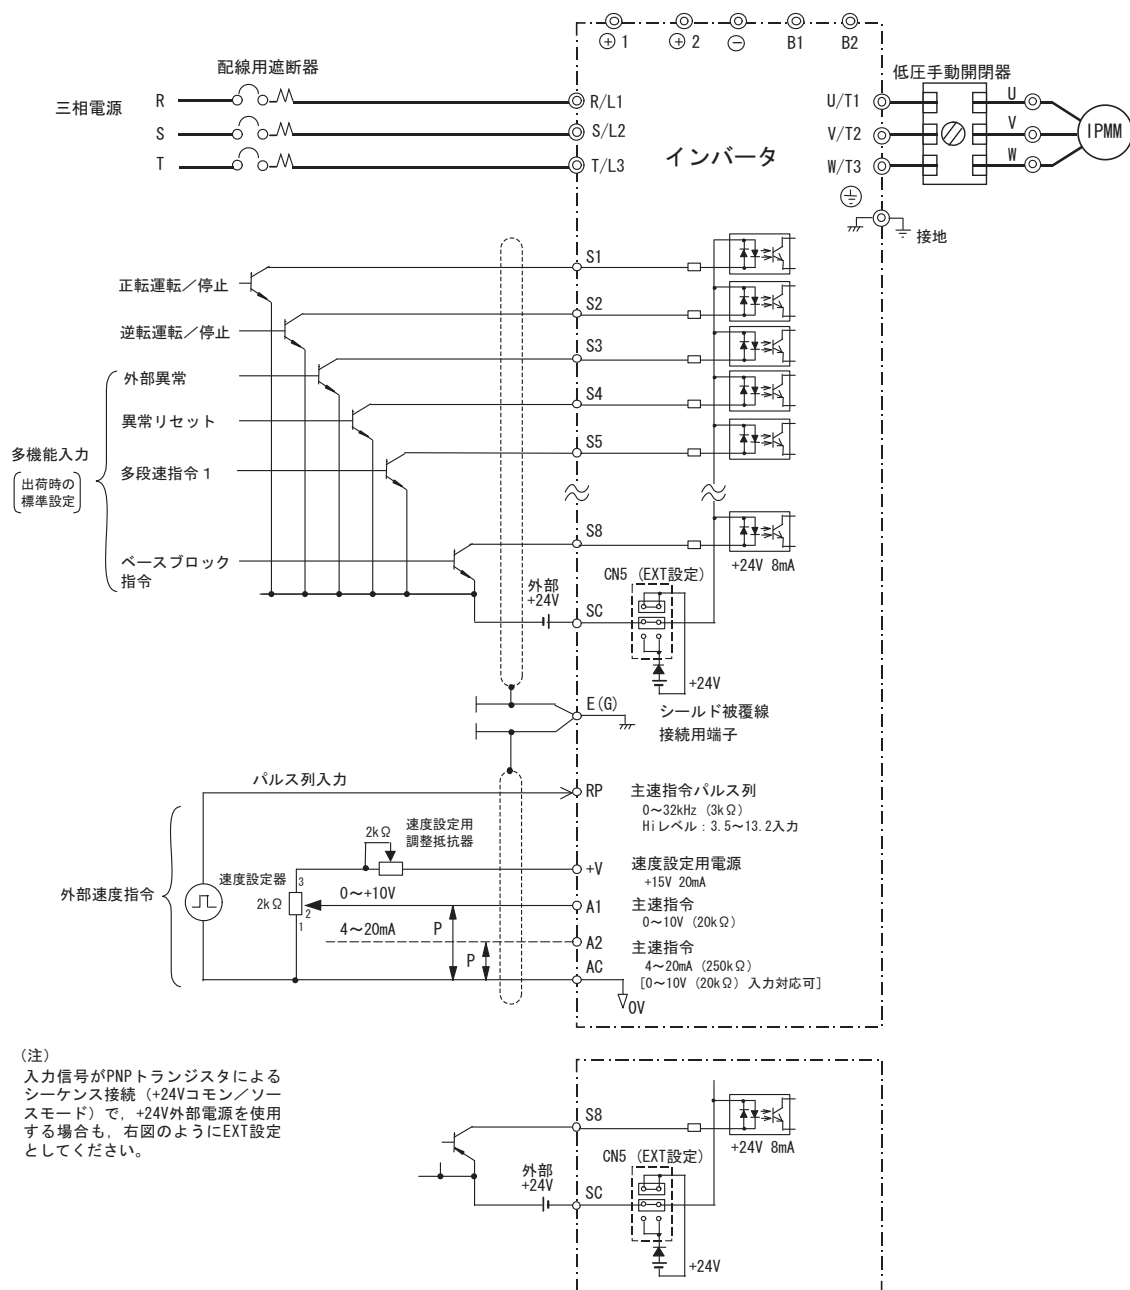 ⊕ 1
⊕ 2
⊖
B1
B2
配線用遮断器
三相電源
R
S
T
R/L1
S/L2
T/L3
インバータ
U/T1
V/T2
W/T3
低圧手動開閉器
U
V
W
IPMM
接地
正転運転／停止
逆転運転／停止
外部異常
異常リセット
多段速指令１
多機能入力
出荷時の
標準設定
ベースブロック
指令
S1
S2
S3
S4
S5
S8
+24V 8mA
外部
+24V
SC
CN5 (EXT設定)
+24V
E(G)
シールド被覆線
接続用端子
パルス列入力
RP
主速指令パルス列
0～32kHz (3kΩ)
Hiレベル：3.5～13.2入力
2kΩ
速度設定用
調整抵抗器
+V
速度設定用電源
+15V 20mA
外部速度指令
速度設定器
2kΩ
3
2
1
0～+10V
A1
主速指令
0～10V (20kΩ)
4～20mA
P
P
A2
主速指令
4～20mA (250kΩ)
[0～10V (20kΩ) 入力対応可]
AC
0V
（注）
入力信号がPNPトランジスタによる
シーケンス接続（+24Vコモン／ソー
スモード）で，+24V外部電源を使用
する場合も，右図のようにEXT設定
としてください。
S8
+24V 8mA
外部
+24V
SC
CN5 (EXT設定)
+24V